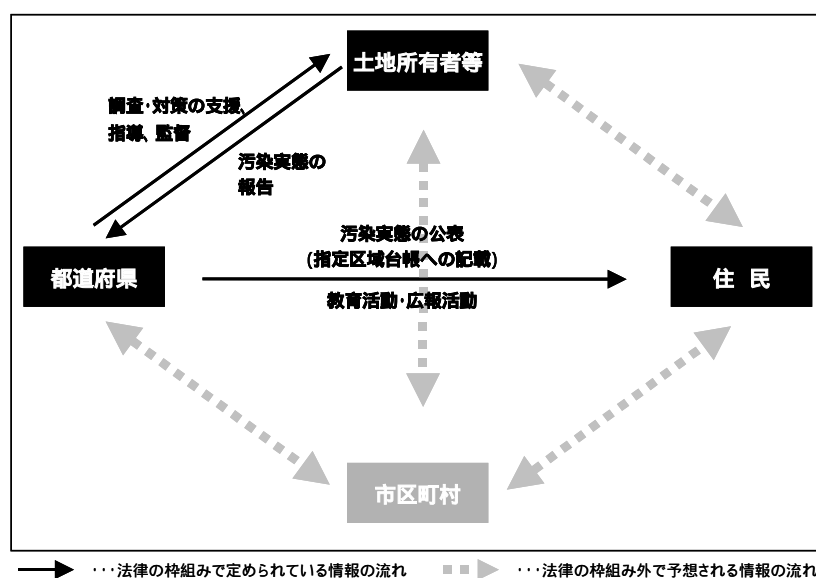 土地所有者等
調査・対策の支援、
指導、監督
汚染実態の
報告
汚染実態の公表
(指定区域台帳への記載)
都道府県
住 民
教育活動・広報活動
市区町村
・・・法律の枠組みで定められている情報の流れ
・・・法律の枠組み外で予想される情報の流れ